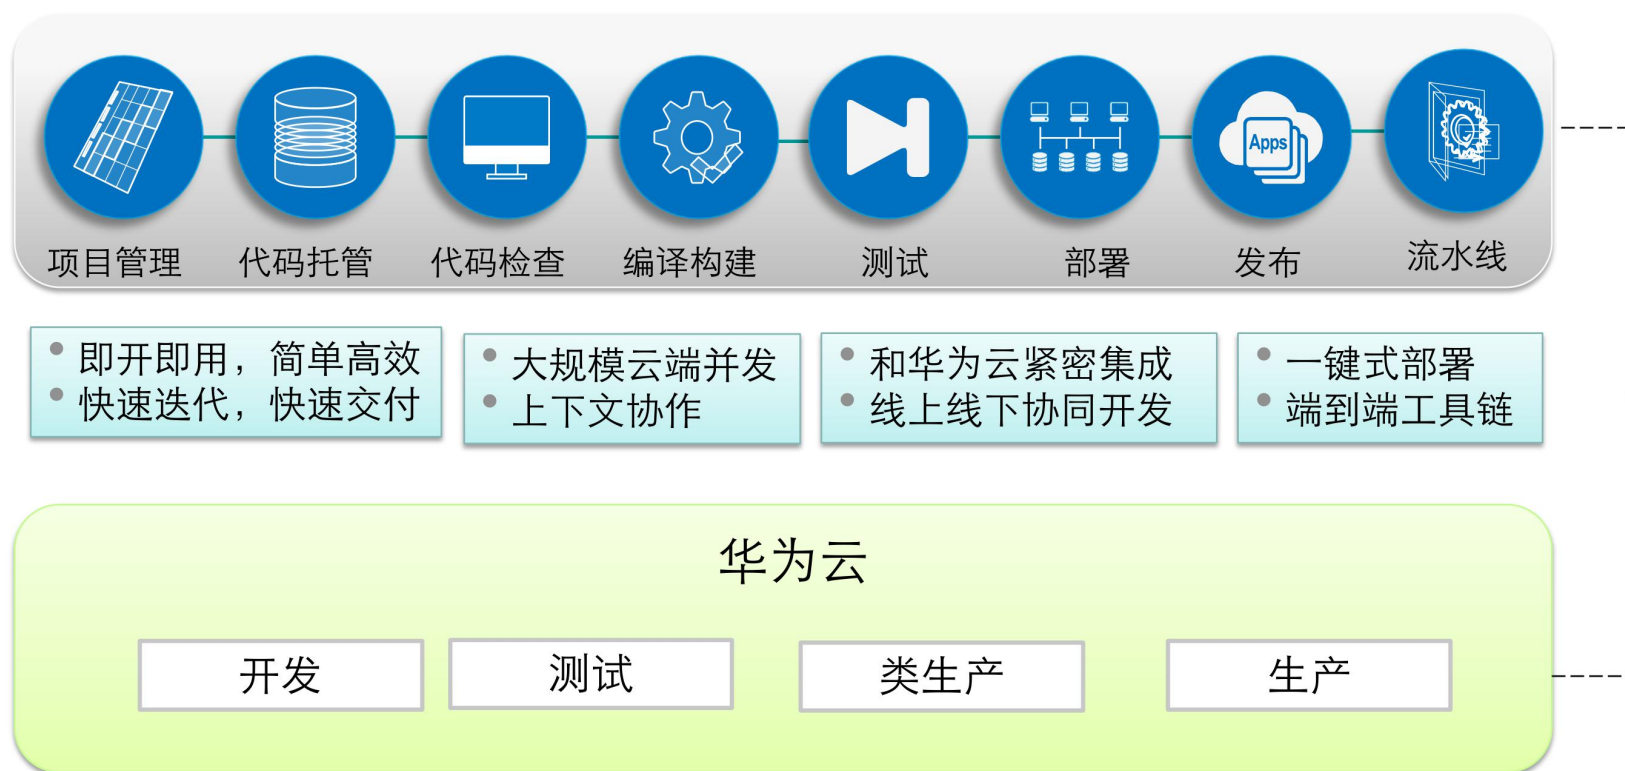 Apps
项目管理
代码托管
代码检查
编译构建
测试
部署
发布
流水线
即开即用，简单高效
快速迭代，快速交付
大规模云端并发
上下文协作
和华为云紧密集成
线上线下协同开发
一键式部署
端到端工具链
华为云
开发
测试
类生产
生产